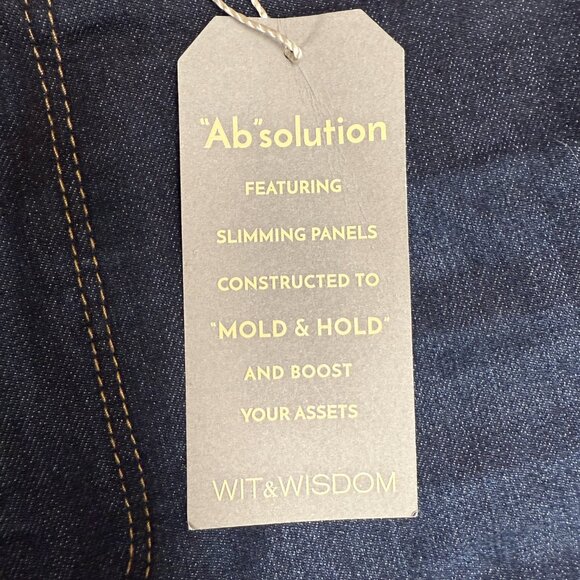 "Ab"solution
FEATURING
SLIMMING PANELS
CONSTRUCTED TO
"MOLD & HOLD"
AND BOOST
YOUR ASSETS
WIT&WISDOM